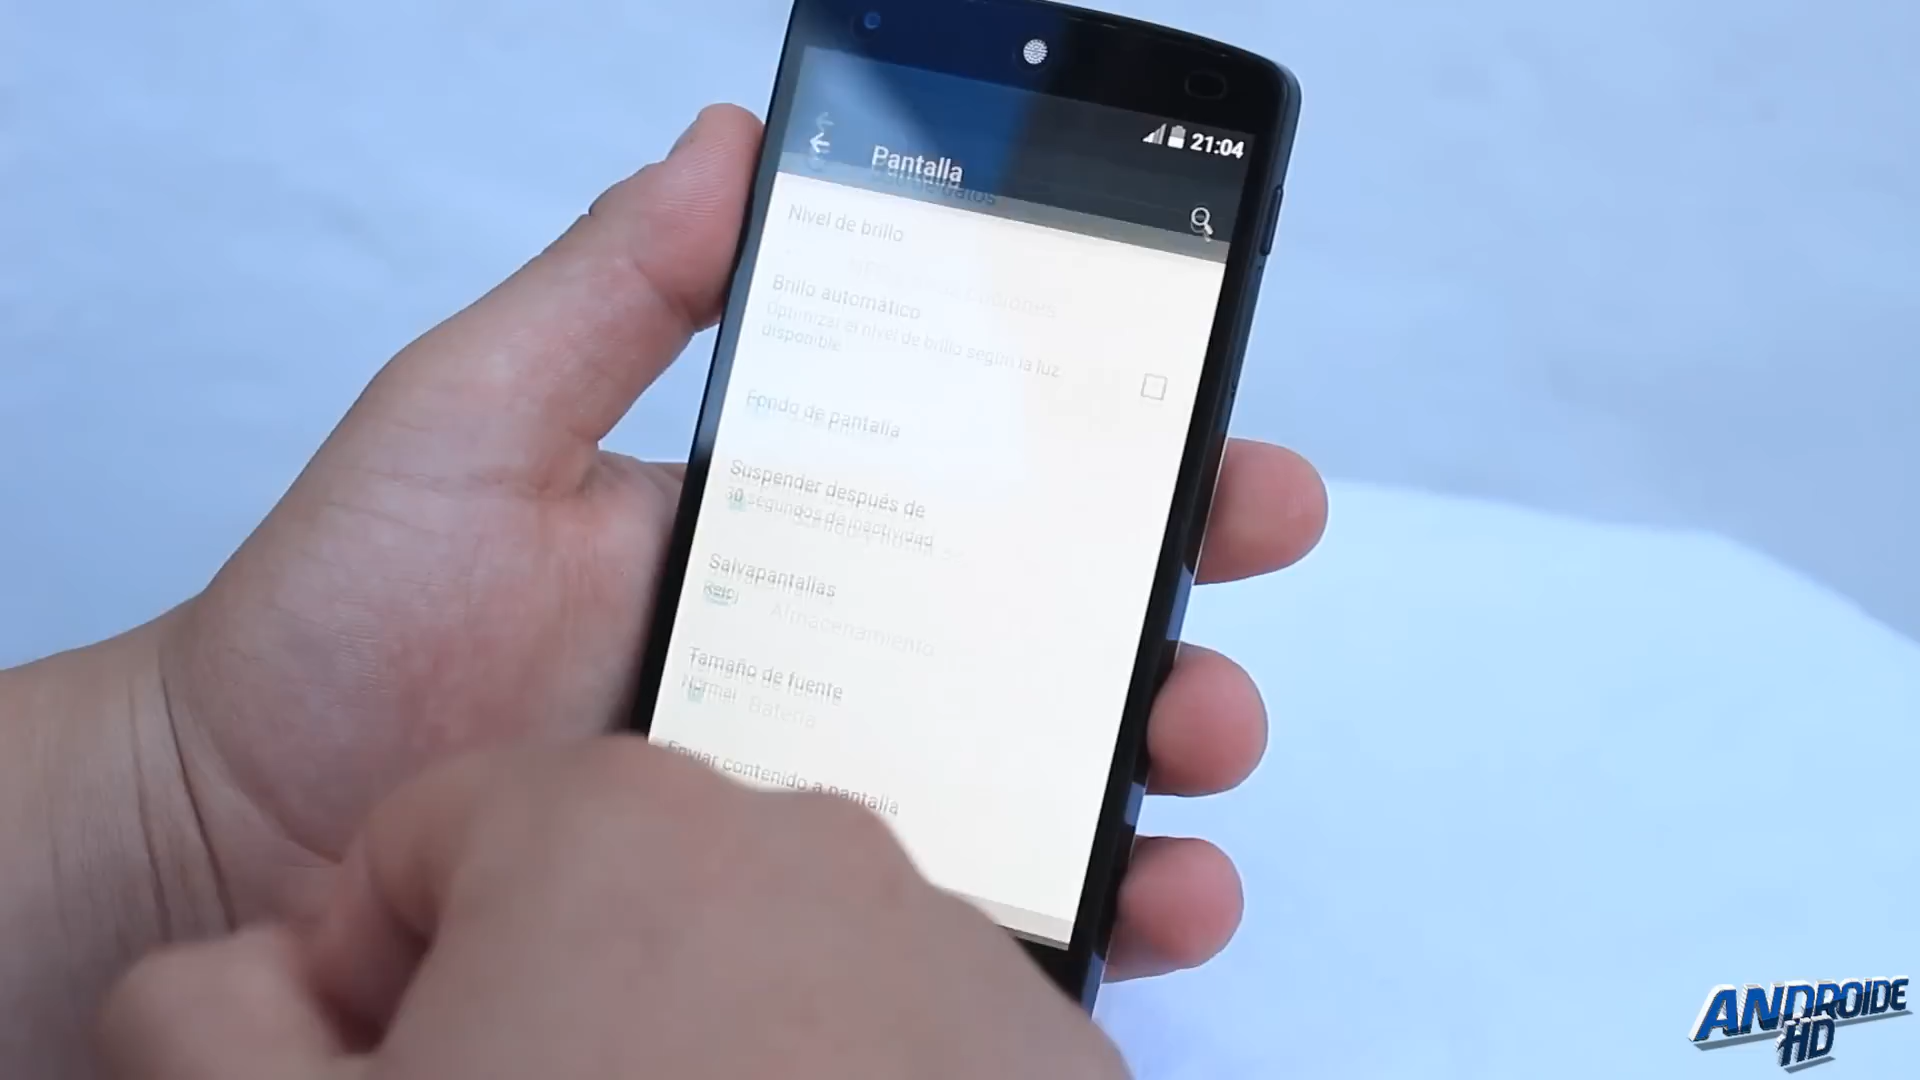 21:04
Pantalla
Nivel de brillo
Brillo automático
Optimizar el nivel de brillo según la luz
disponible
Fondo de pantalla
Suspender después de
30 segundos de inactividad
Salvapantallas
Reloj
Almacenamiento
Tamaño de fuente
Normal
Batería
Enviar contenido a pantalla
ANDROIDE
HD